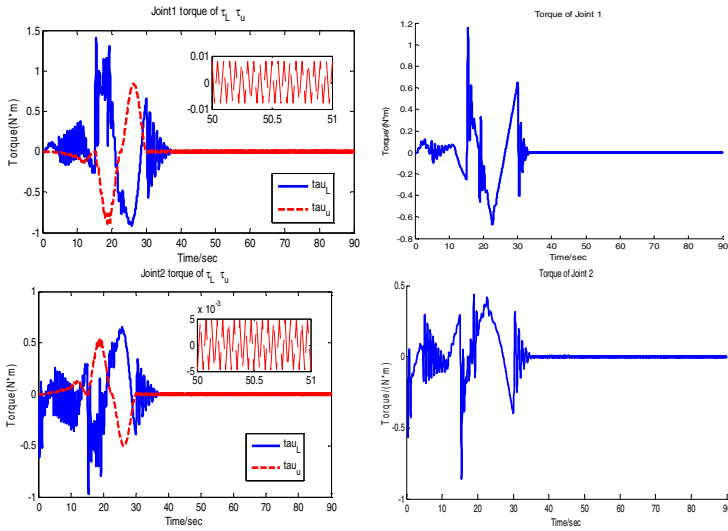 Joint1 torque of τL τu
1.5
1
0.5
0
-0.5
-1
Torque(N*m)
0.01
0
-0.01
50 50.5 51
tau_L
tau_u
0 10 20 30 40 50 60 70 80 90
Time/sec
Torque of Joint 1
1.2
1
0.8
0.6
0.4
0.2
0
-0.2
-0.4
-0.6
-0.8
Torque/(N*m)
0 10 20 30 40 50 60 70 80 90
Time/sec
Joint2 torque of τL τu
1
0.5
0
-0.5
-1
Torque(N*m)
x 10-3
5
0
-5
50 50.5 51
tau_L
tau_u
0 10 20 30 40 50 60 70 80 90
Time/sec
Torque of Joint 2
0.5
0
-0.5
-1
Torque/(N*m)
0 10 20 30 40 50 60 70 80 90
Time/sec